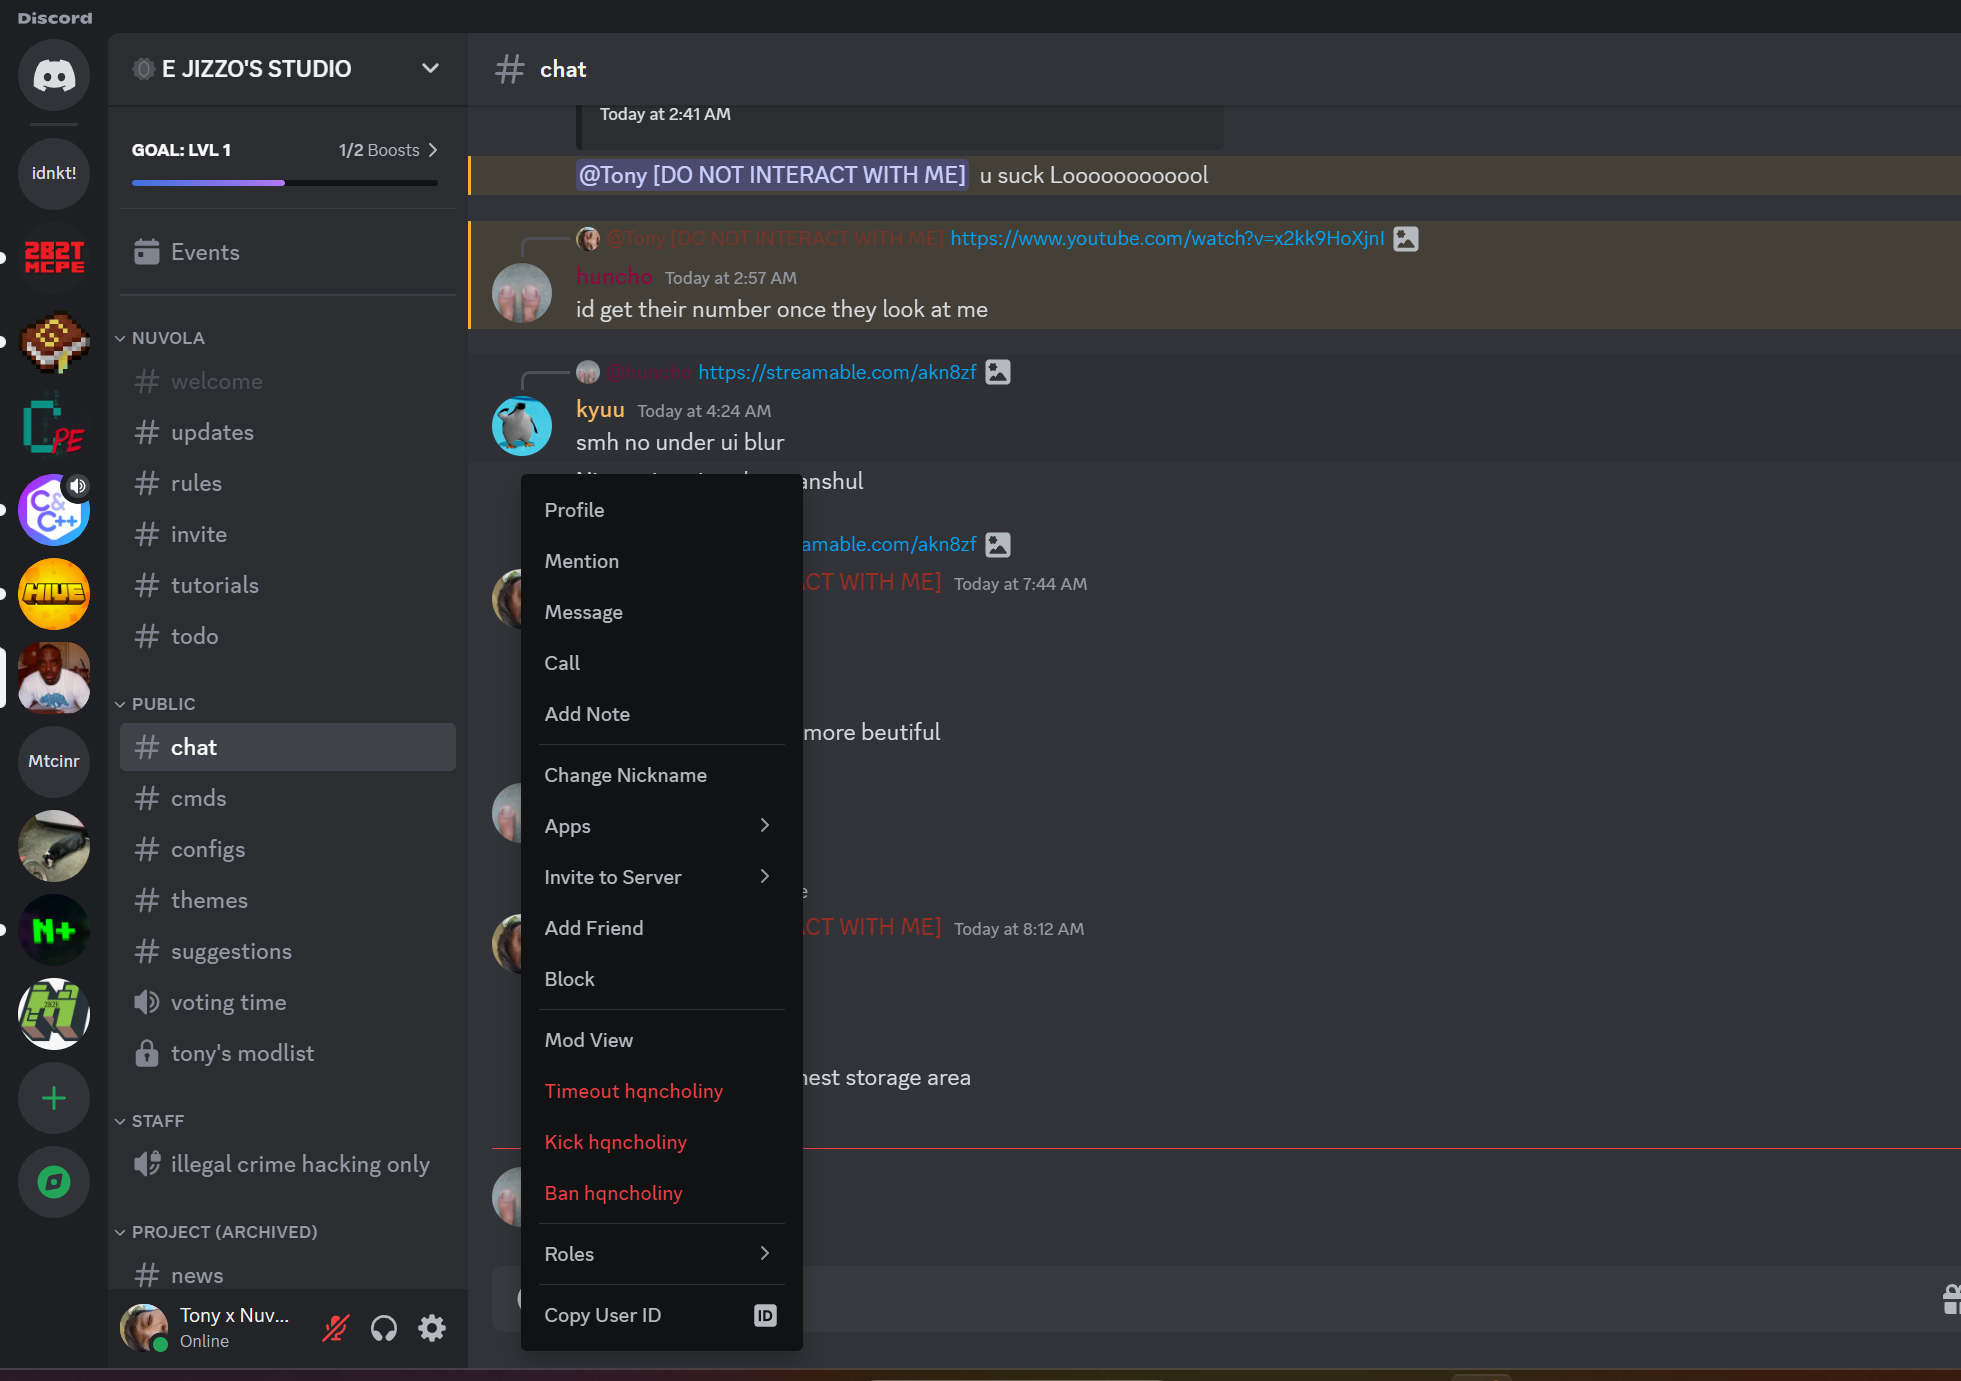 Discord
idnkt!
2B2T
MCPE
PE
C&
C++
HIVE
Mtcinr
N+
2B2E
E JIZZO'S STUDIO
GOAL: LVL 1
1/2 Boosts
Events
NUVOLA
welcome
updates
rules
invite
tutorials
todo
PUBLIC
chat
cmds
configs
themes
suggestions
voting time
tony's modlist
STAFF
illegal crime hacking only
PROJECT (ARCHIVED)
news
Tony x Nuv...
Online
chat
Today at 2:41 AM
@Tony [DO NOT INTERACT WITH ME] u suck Looooooooooool
@Tony [DO NOT INTERACT WITH ME] https://www.youtube.com/watch?v=x2kk9HoXjnI
huncho Today at 2:57 AM
id get their number once they look at me
@huncho https://streamable.com/akn8zf
kyuu Today at 4:24 AM
smh no under ui blur
anshul
amable.com/akn8zf
CT WITH ME] Today at 7:44 AM
more beutiful
e
CT WITH ME] Today at 8:12 AM
hest storage area
Profile
Mention
Message
Call
Add Note
Change Nickname
Apps
Invite to Server
Add Friend
Block
Mod View
Timeout hqncholiny
Kick hqncholiny
Ban hqncholiny
Roles
Copy User ID
ID